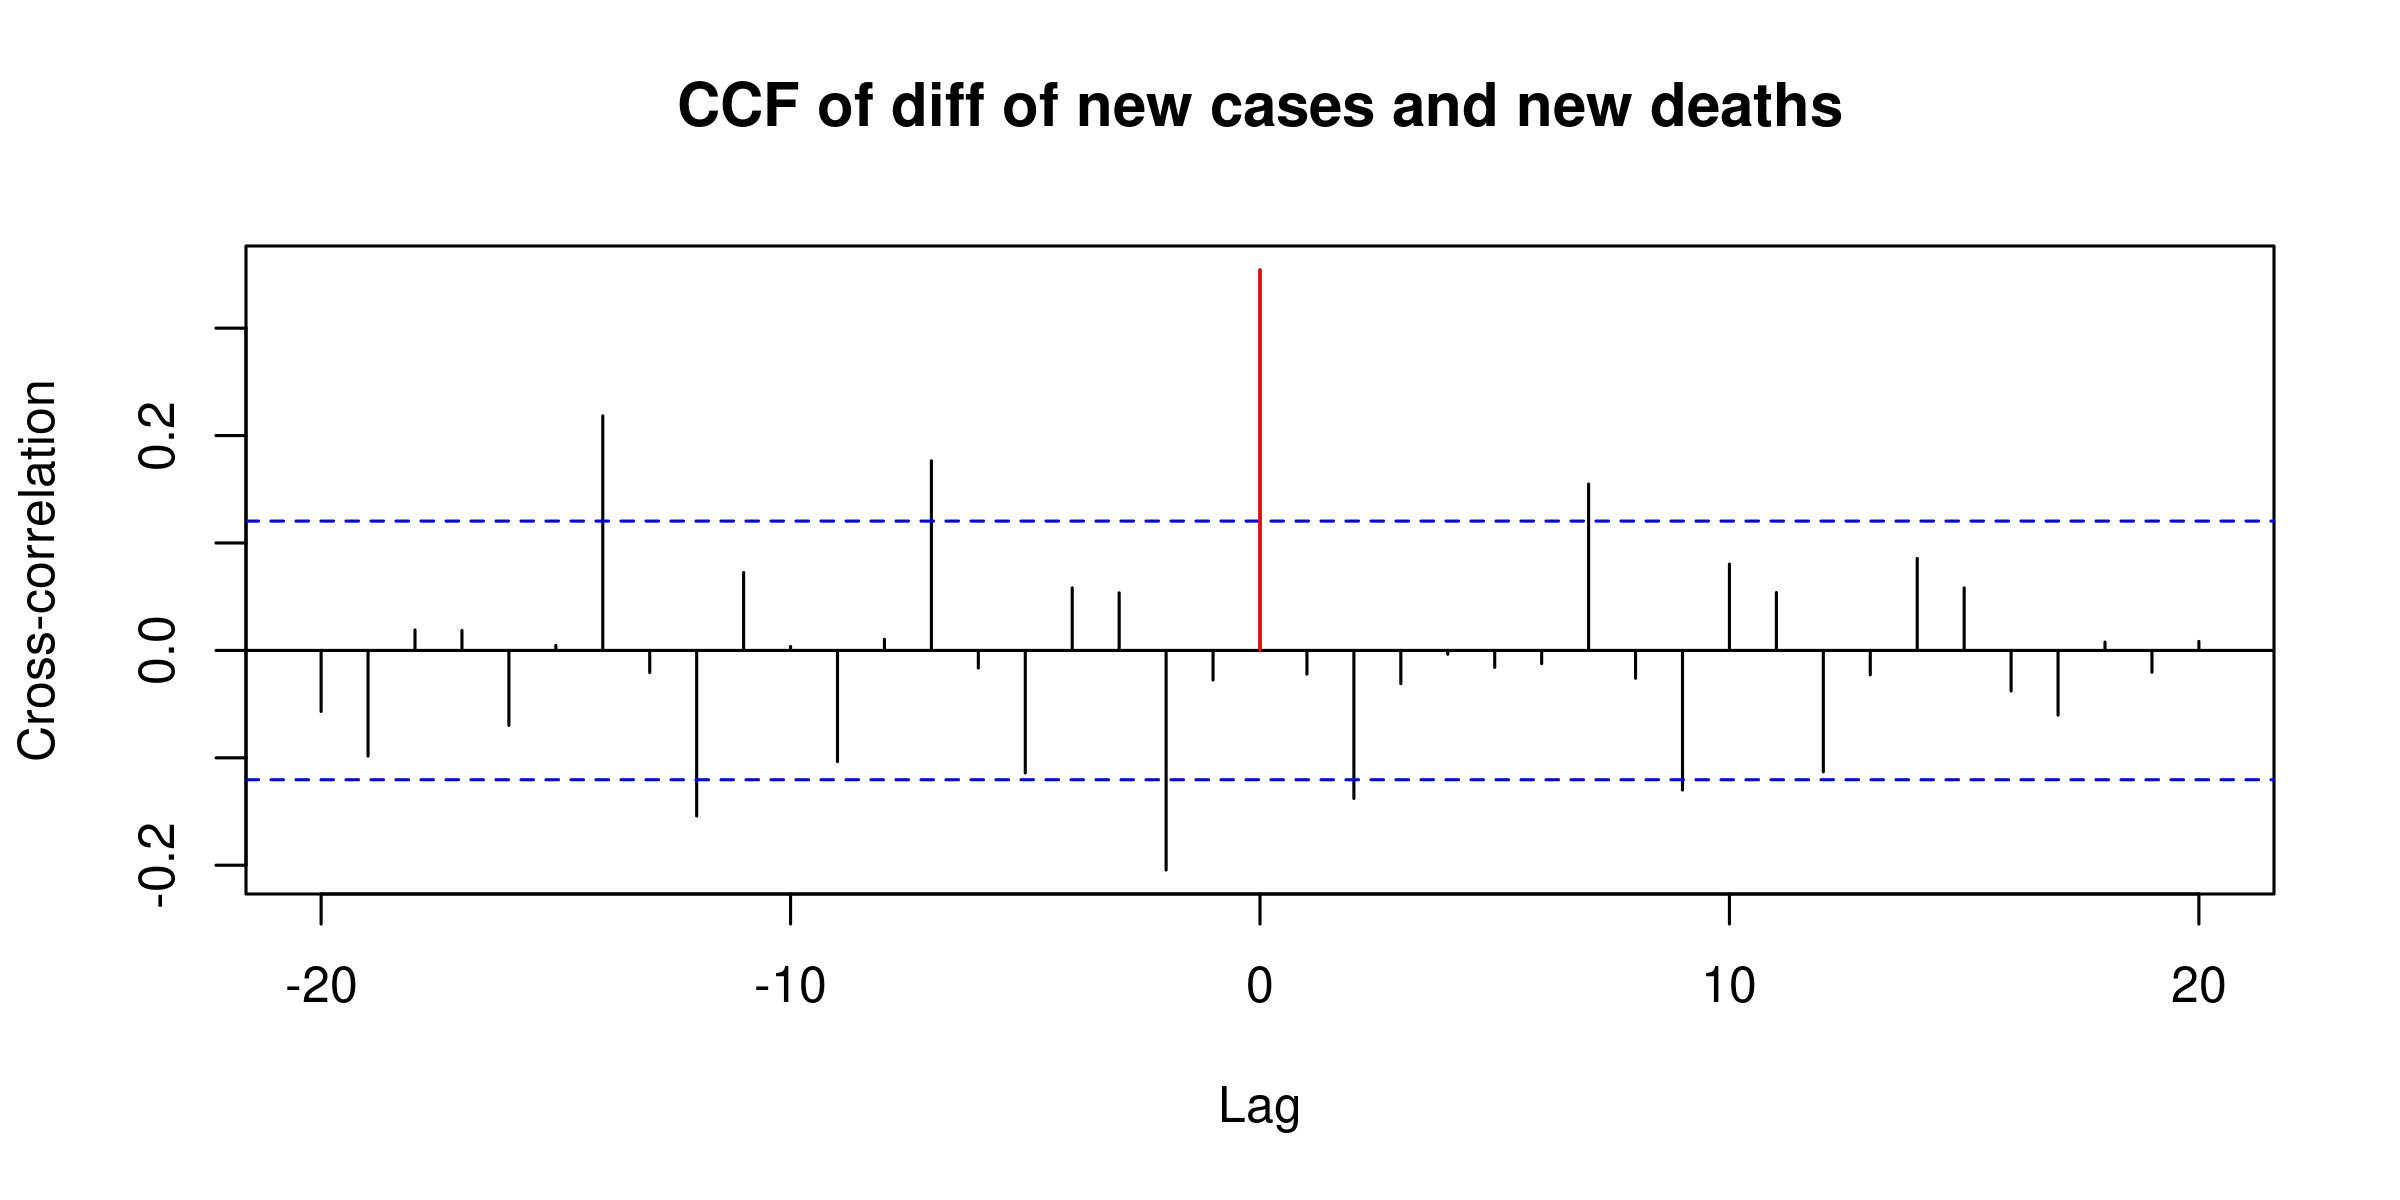 CCF of diff of new cases and new deaths
Cross-correlation
0.2
0.0
-0.2
-20 -10 0 10 20
Lag